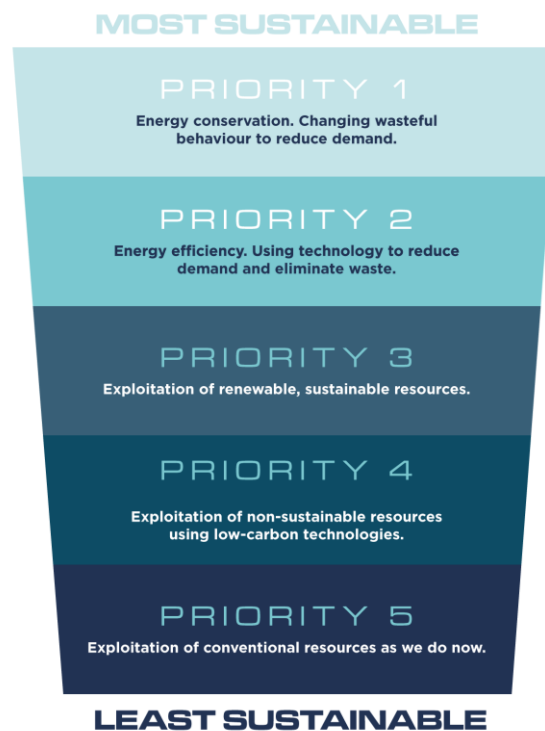 MOST SUSTAINABLE
PRIORITY 1
Energy conservation. Changing wasteful
behaviour to reduce demand.
PRIORITY 2
Energy efficiency. Using technology to reduce
demand and eliminate waste.
PRIORITY 3
Exploitation of renewable, sustainable resources.
PRIORITY 4
Exploitation of non-sustainable resources
using low-carbon technologies.
PRIORITY 5
Exploitation of conventional resources as we do now.
LEAST SUSTAINABLE